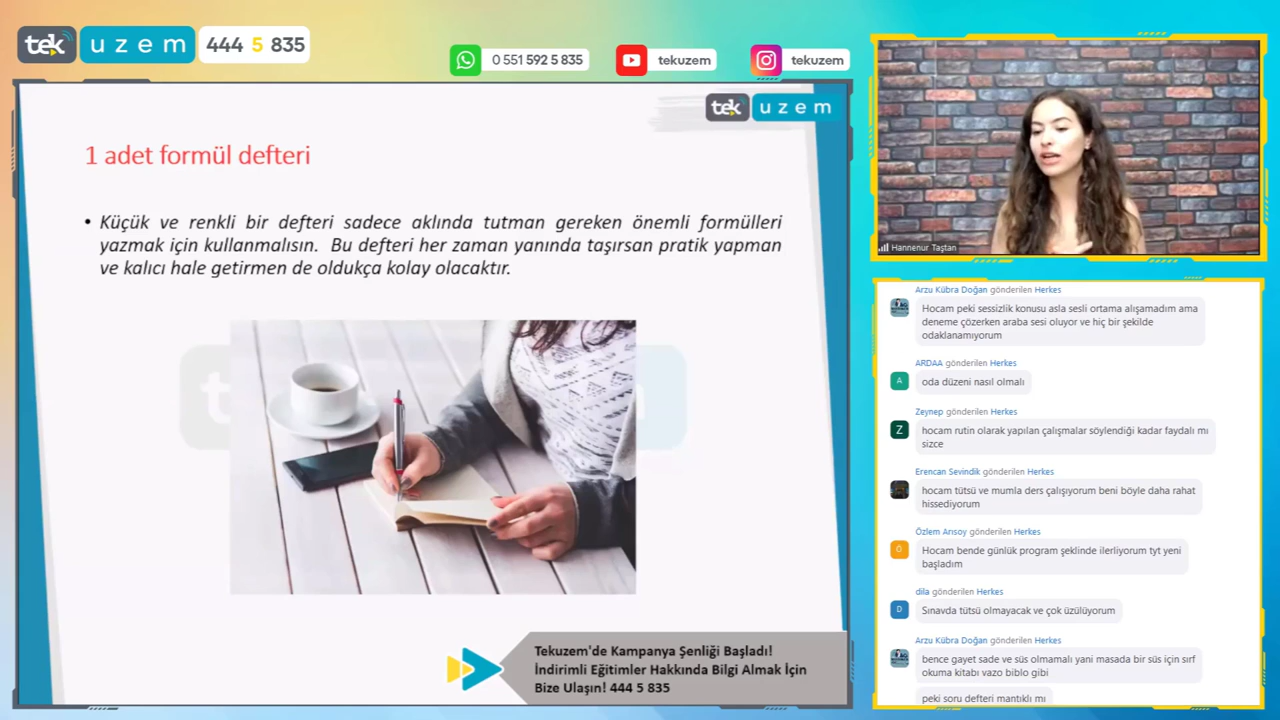 tek uzem 444 5 835
0 551 592 5 835
tekuzem
tekuzem
tek uzem
1 adet formül defteri
• Küçük ve renkli bir defteri sadece aklında tutman gereken önemli formülleri
yazmak için kullanmalısın. Bu defteri her zaman yanında taşırsan pratik yapman
ve kalıcı hale getirmen de oldukça kolay olacaktır.
Tekuzem'de Kampanya Şenliği Başladı!
İndirimli Eğitimler Hakkında Bilgi Almak İçin
Bize Ulaşın! 444 5 835
Hannenur Taştan
Arzu Kübra Doğan gönderilen Herkes
Hocam peki sessizlik konusu asla sesli ortama alışamadım ama
deneme çözerken araba sesi oluyor ve hiç bir şekilde
odaklanamıyorum
ARDAA gönderilen Herkes
A
oda düzeni nasıl olmalı
Zeynep gönderilen Herkes
Z
hocam rutin olarak yapılan çalışmalar söylendiği kadar faydalı mı
sizce
Erencan Sevindik gönderilen Herkes
hocam tütsü ve mumla ders çalışıyorum beni böyle daha rahat
hissediyorum
Özlem Arısoy gönderilen Herkes
Ö
Hocam bende günlük program şeklinde ilerliyorum tyt yeni
başladım
dila gönderilen Herkes
D
Sınavda tütsü olmayacak ve çok üzülüyorum
Arzu Kübra Doğan gönderilen Herkes
bence gayet sade ve süs olmamalı yani masada bir süs için sırf
okuma kitabı vazo biblo gibi
peki soru defteri mantıklı mı